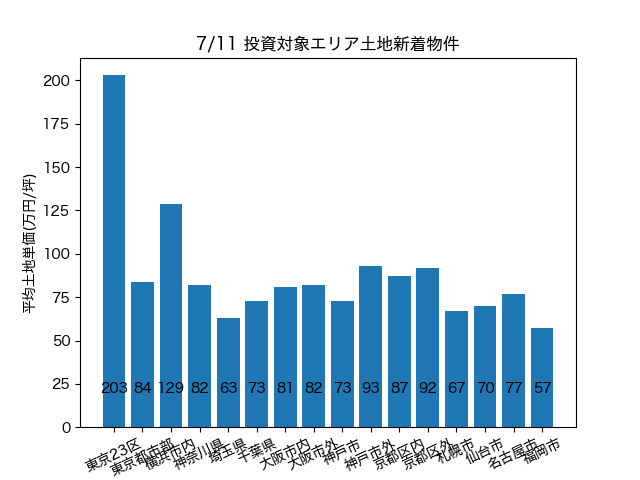 7/11 投資対象エリア土地新着物件
平均土地単価(万円/坪)
200
175
150
125
100
75
50
25
0
203 84 129 82 63 73 81 82 73 93 87 92 67 70 77 57
東京23区
東京都市部
横浜市内
神奈川県
埼玉県
千葉県
大阪市内
大阪市外
神戸市
神戸市外
京都区内
京都区外
札幌市
仙台市
名古屋市
福岡市